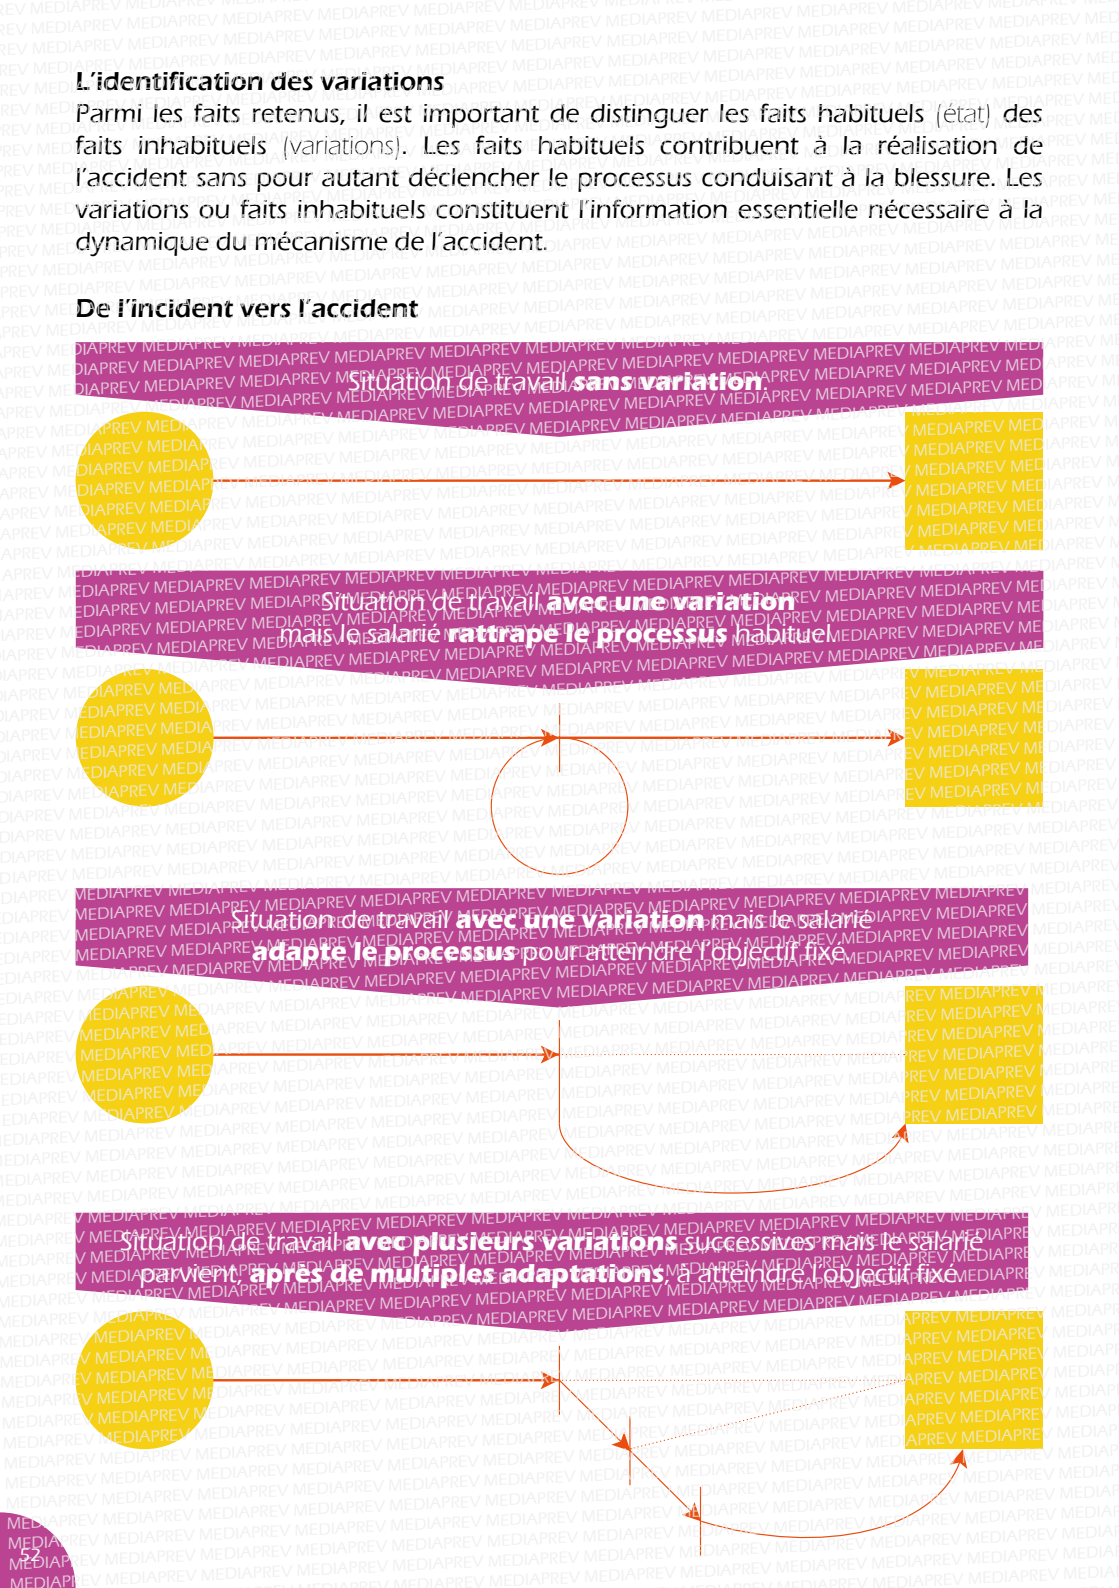 L'identification des variations
Parmi les faits retenus, il est important de distinguer les faits habituels (état) des
faits inhabituels (variations). Les faits habituels contribuent à la réalisation de
l'accident sans pour autant déclencher le processus conduisant à la blessure. Les
variations ou faits inhabituels constituent l'information essentielle nécessaire à la
dynamique du mécanisme de l'accident.
De l'incident vers l'accident
Situation de travail sans variation.
Situation de travail avec une variation
mais le salarié rattrape le processus habituel.
Situation de travail avec une variation mais le salarié
adapte le processus pour atteindre l'objectif fixé.
Situation de travail avec plusieurs variations successives mais le salarié
parvient, après de multiples adaptations, à atteindre l'objectif fixé.
52